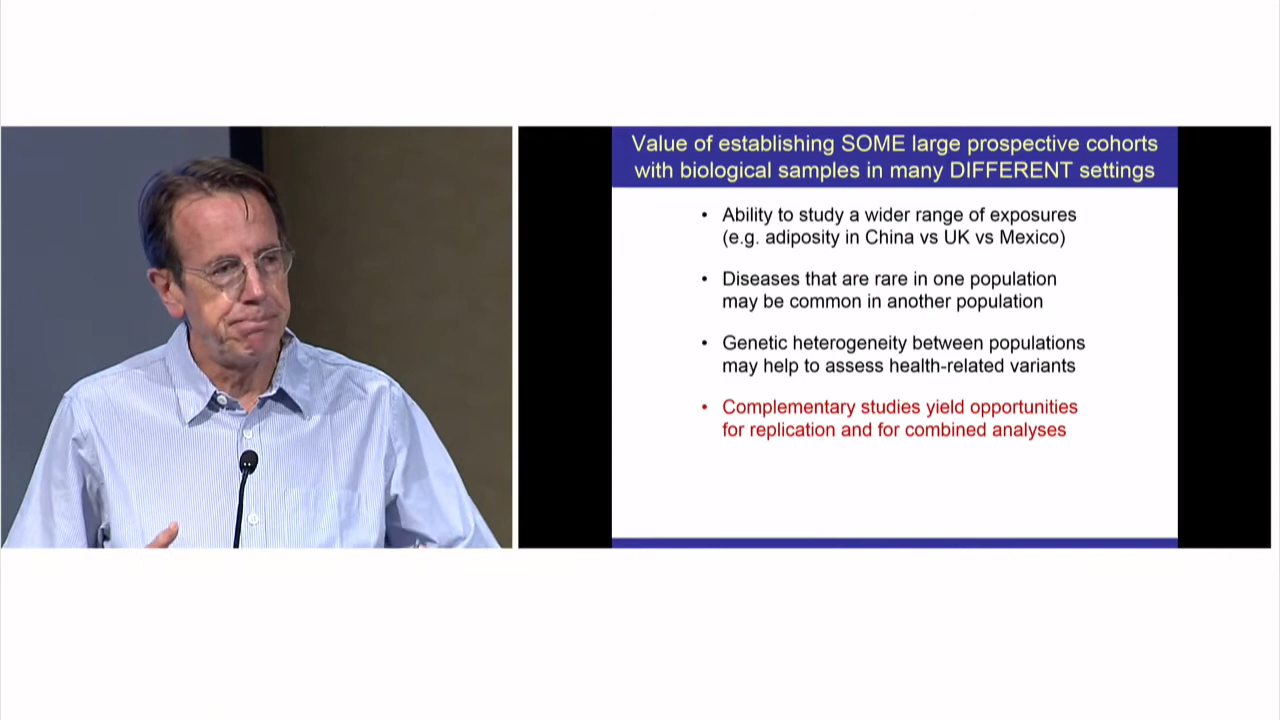 Value of establishing SOME large prospective cohorts
with biological samples in many DIFFERENT settings
• Ability to study a wider range of exposures
(e.g. adiposity in China vs UK vs Mexico)
• Diseases that are rare in one population
may be common in another population
• Genetic heterogeneity between populations
may help to assess health-related variants
• Complementary studies yield opportunities
for replication and for combined analyses